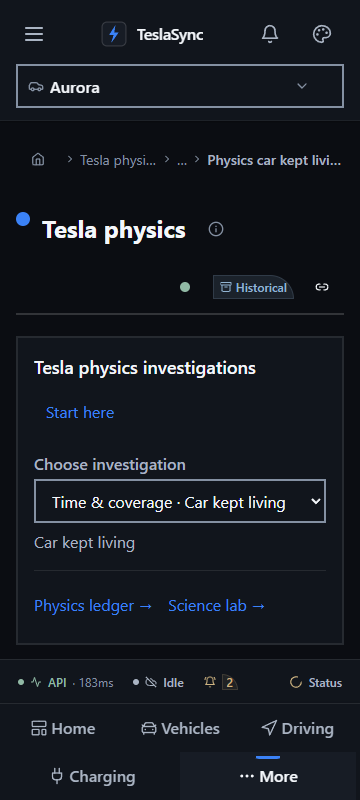 TeslaSync
Aurora
Tesla physi... > ... > Physics car kept livi...
Tesla physics
Historical
Tesla physics investigations
Start here
Choose investigation
Time & coverage · Car kept living
Car kept living
Physics ledger → Science lab →
API · 183ms Idle 2 Status
Home Vehicles Driving
Charging More